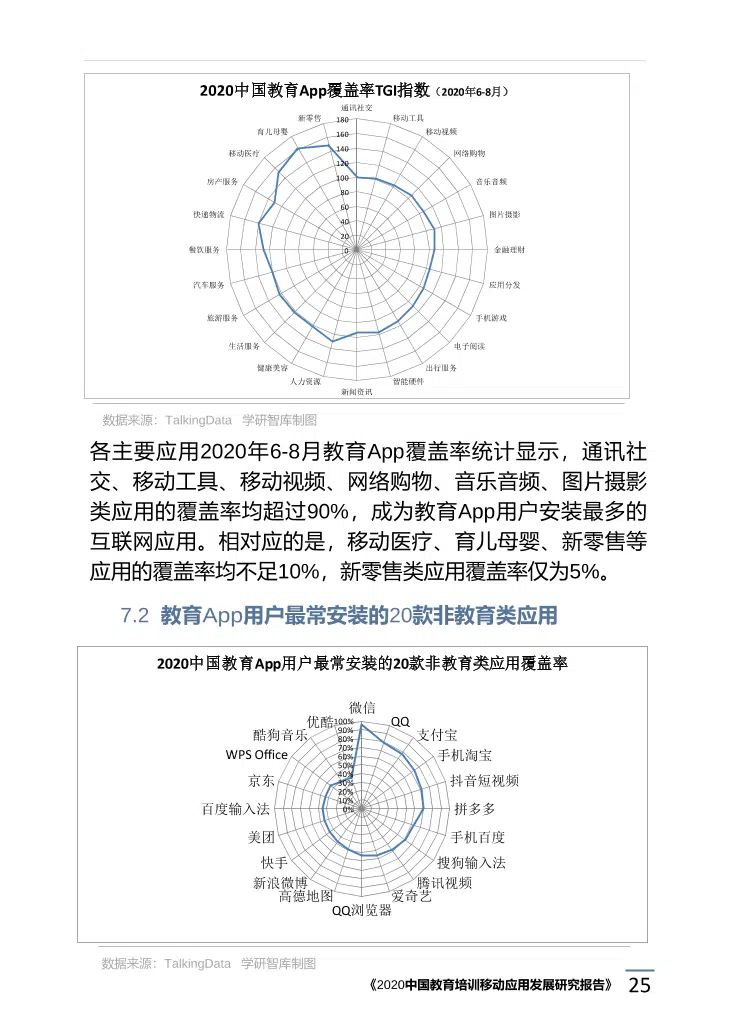 2020中国教育App覆盖率TGI指数（2020年6-8月）
通讯社交
移动工具
移动视频
网络购物
音乐音频
图片摄影
金融理财
应用分发
手机游戏
电子阅读
出行服务
智能硬件
新闻资讯
人力资源
健康美容
生活服务
旅游服务
汽车服务
餐饮服务
快递物流
房产服务
移动医疗
育儿母婴
新零售
180
160
140
120
100
80
60
40
20
0
数据来源：TalkingData 学研智库制图
各主要应用2020年6-8月教育App覆盖率统计显示，通讯社
交、移动工具、移动视频、网络购物、音乐音频、图片摄影
类应用的覆盖率均超过90%，成为教育App用户安装最多的
互联网应用。相对应的是，移动医疗、育儿母婴、新零售等
应用的覆盖率均不足10%，新零售类应用覆盖率仅为5%。
7.2 教育App用户最常安装的20款非教育类应用
2020中国教育App用户最常安装的20款非教育类应用覆盖率
微信
QQ
支付宝
手机淘宝
抖音短视频
拼多多
手机百度
搜狗输入法
腾讯视频
爱奇艺
QQ浏览器
高德地图
新浪微博
快手
美团
百度输入法
京东
WPS Office
酷狗音乐
优酷
100%
90%
80%
70%
60%
50%
40%
30%
20%
10%
0%
数据来源：TalkingData 学研智库制图
《2020中国教育培训移动应用发展研究报告》 25